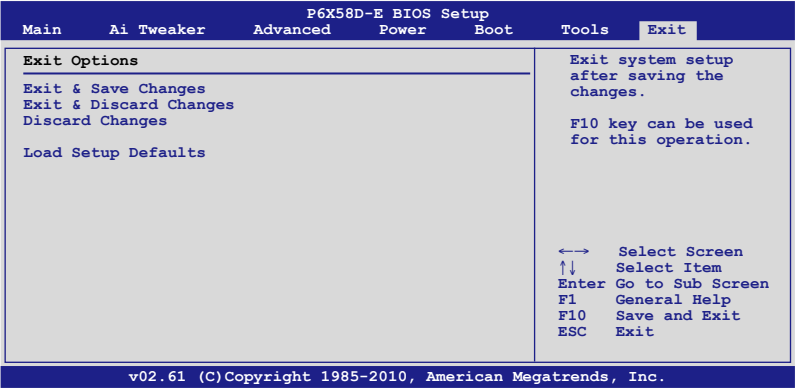 P6X58D-E BIOS Setup
Main Ai Tweaker Advanced Power Boot Tools Exit
Exit Options
Exit & Save Changes
Exit & Discard Changes
Discard Changes
Load Setup Defaults
Exit system setup
after saving the
changes.
F10 key can be used
for this operation.
←→ Select Screen
↑↓ Select Item
Enter Go to Sub Screen
F1 General Help
F10 Save and Exit
ESC Exit
v02.61 (C)Copyright 1985-2010, American Megatrends, Inc.